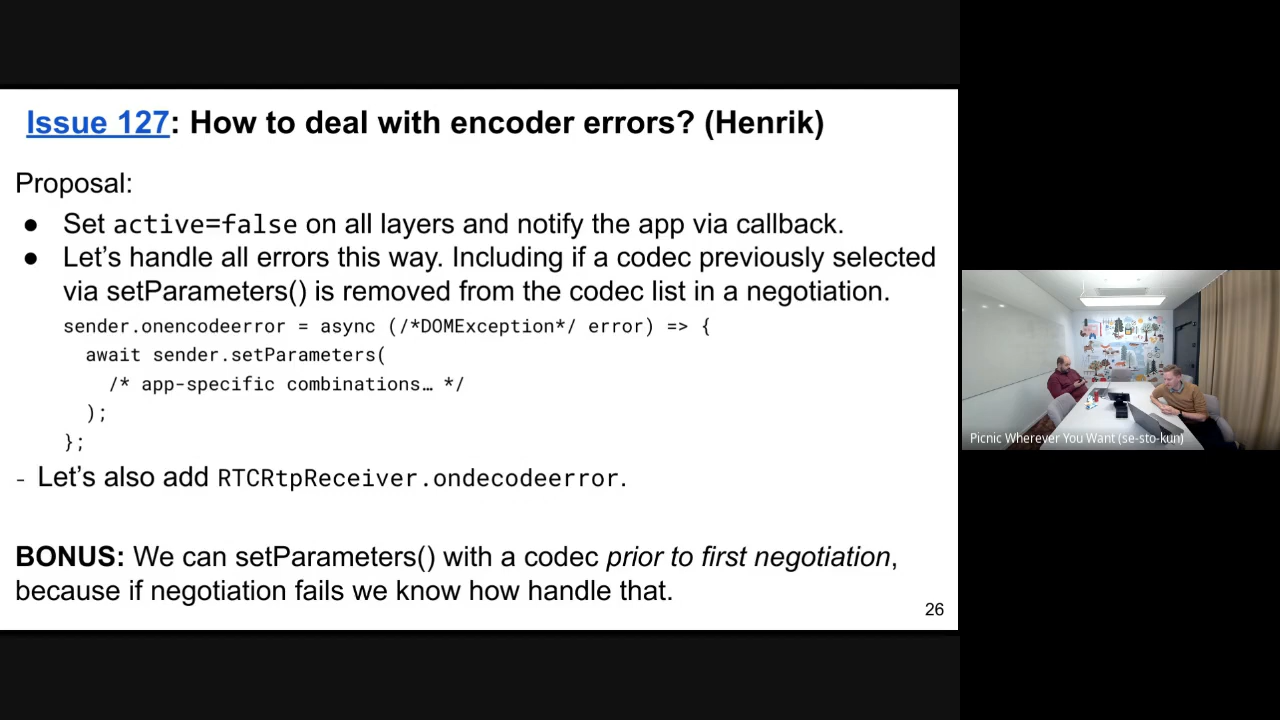 Issue 127: How to deal with encoder errors? (Henrik)
Proposal:
● Set active=false on all layers and notify the app via callback.
● Let’s handle all errors this way. Including if a codec previously selected
via setParameters() is removed from the codec list in a negotiation.
sender.onencodeerror = async (/*DOMException*/ error) => {
await sender.setParameters(
/* app-specific combinations… */
);
};
- Let’s also add RTCRtpReceiver.ondecodeerror.
BONUS: We can setParameters() with a codec prior to first negotiation,
because if negotiation fails we know how handle that.
26
Picnic Wherever You Want (se-sto-kun)